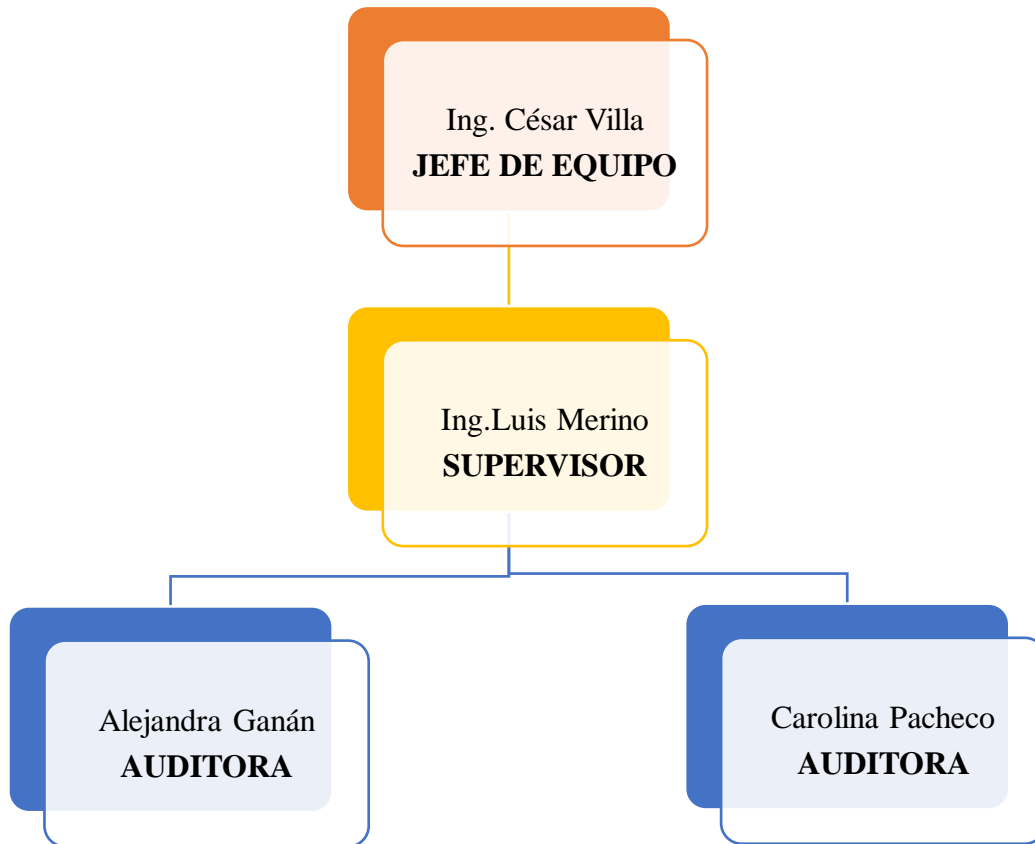 Ing. César Villa
JEFE DE EQUIPO
Ing.Luis Merino
SUPERVISOR
Alejandra Ganán
AUDITORA
Carolina Pacheco
AUDITORA